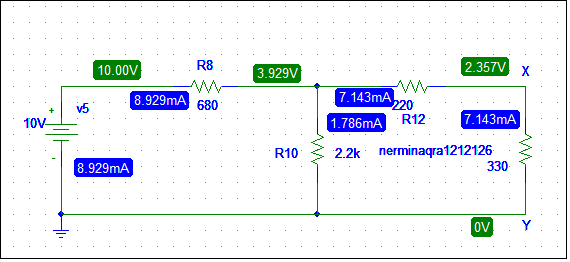 R8
10.00V
3.929V
2.357V
X
8.929mA
680
7.143mA
220
v5
10V
1.786mA
R12
7.143mA
R10
2.2k
nerminaqra1212126
330
8.929mA
0V
Y
+
-